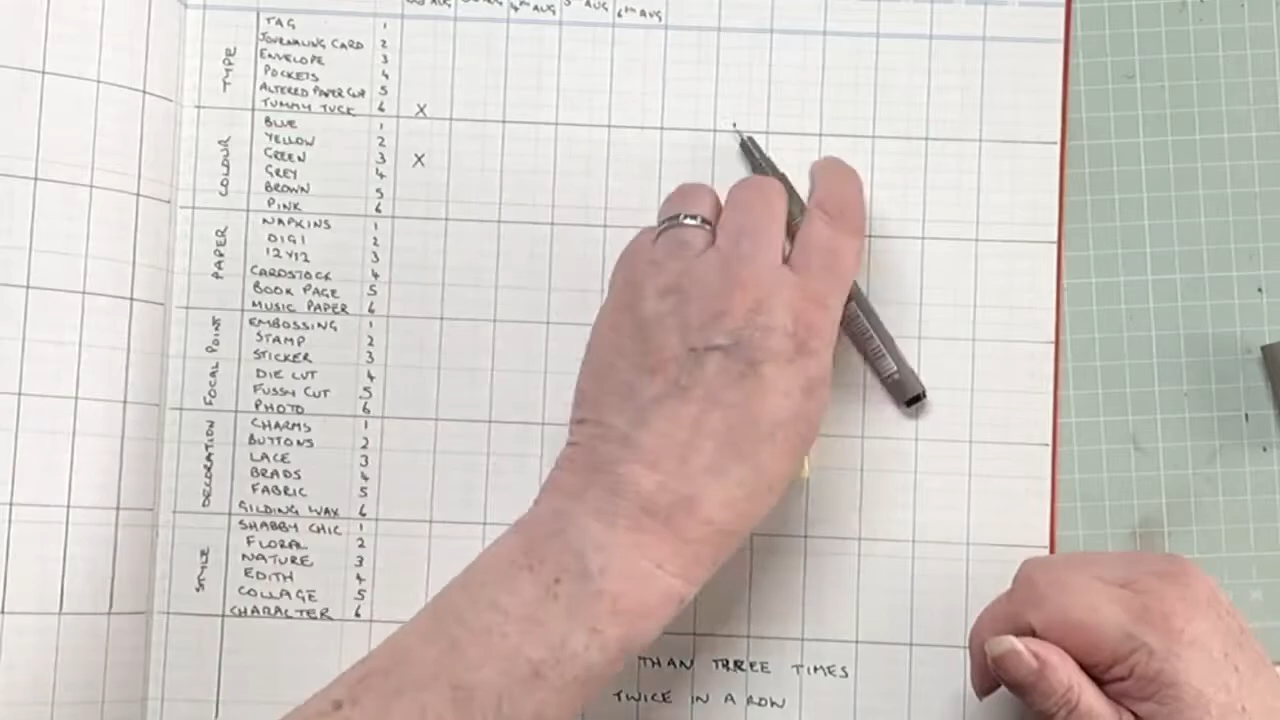 AUG AUG 4TH AUG 5TH AUG 6TH AUG
TYPE
TAG 1
JOURNALING CARD 2
ENVELOPE 3
POCKETS 4
ALTERED PAPER CLIP 5
TUMMY TUCK 6 X
COLOUR
BLUE 1
YELLOW 2
GREEN 3 X
GREY 4
BROWN 5
PINK 6
PAPER
NAPKINS 1
DIGI 2
12X12 3
CARDSTOCK 4
BOOK PAGE 5
MUSIC PAPER 6
FOCAL POINT
EMBOSSING 1
STAMP 2
STICKER 3
DIE CUT 4
FUSSY CUT 5
PHOTO 6
DECORATION
CHARMS 1
BUTTONS 2
LACE 3
BRADS 4
FABRIC 5
GILDING WAX 6
STYLE
SHABBY CHIC 1
FLORAL 2
NATURE 3
EDITH 4
COLLAGE 5
CHARACTER 6
THAN THREE TIMES
TWICE IN A ROW